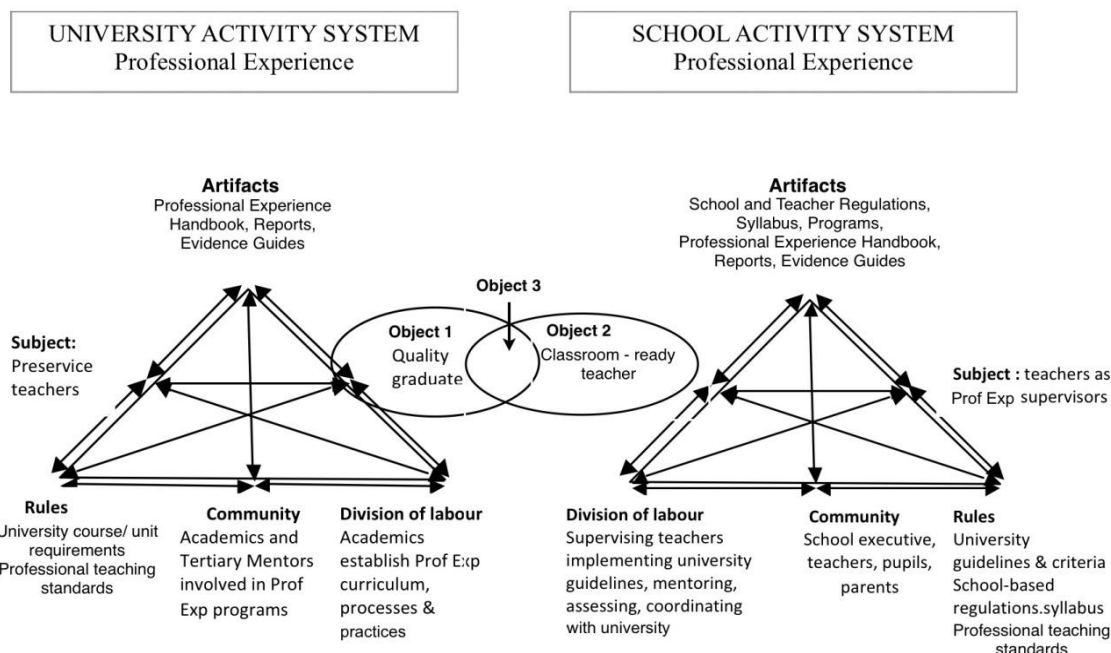 UNIVERSITY ACTIVITY SYSTEM
Professional Experience
SCHOOL ACTIVITY SYSTEM
Professional Experience
Artifacts
Professional Experience
Handbook, Reports,
Evidence Guides
Artifacts
School and Teacher Regulations,
Syllabus, Programs,
Professional Experience Handbook,
Reports, Evidence Guides
Object 3
Object 1
Quality
graduate
Object 2
Classroom - ready
teacher
Subject:
Preservice
teachers
Subject : teachers as
Prof Exp supervisors
Rules
University course/ unit
requirements
Professional teaching
standards
Community
Academics and
Tertiary Mentors
involved in Prof
Exp programs
Division of labour
Academics
establish Prof Exp
curriculum,
processes &
practices
Division of labour
Supervising teachers
implementing university
guidelines, mentoring,
assessing, coordinating
with university
Community
School executive,
teachers, pupils,
parents
Rules
University
guidelines & criteria
School-based
regulations.syllabus
Professional teaching
standards